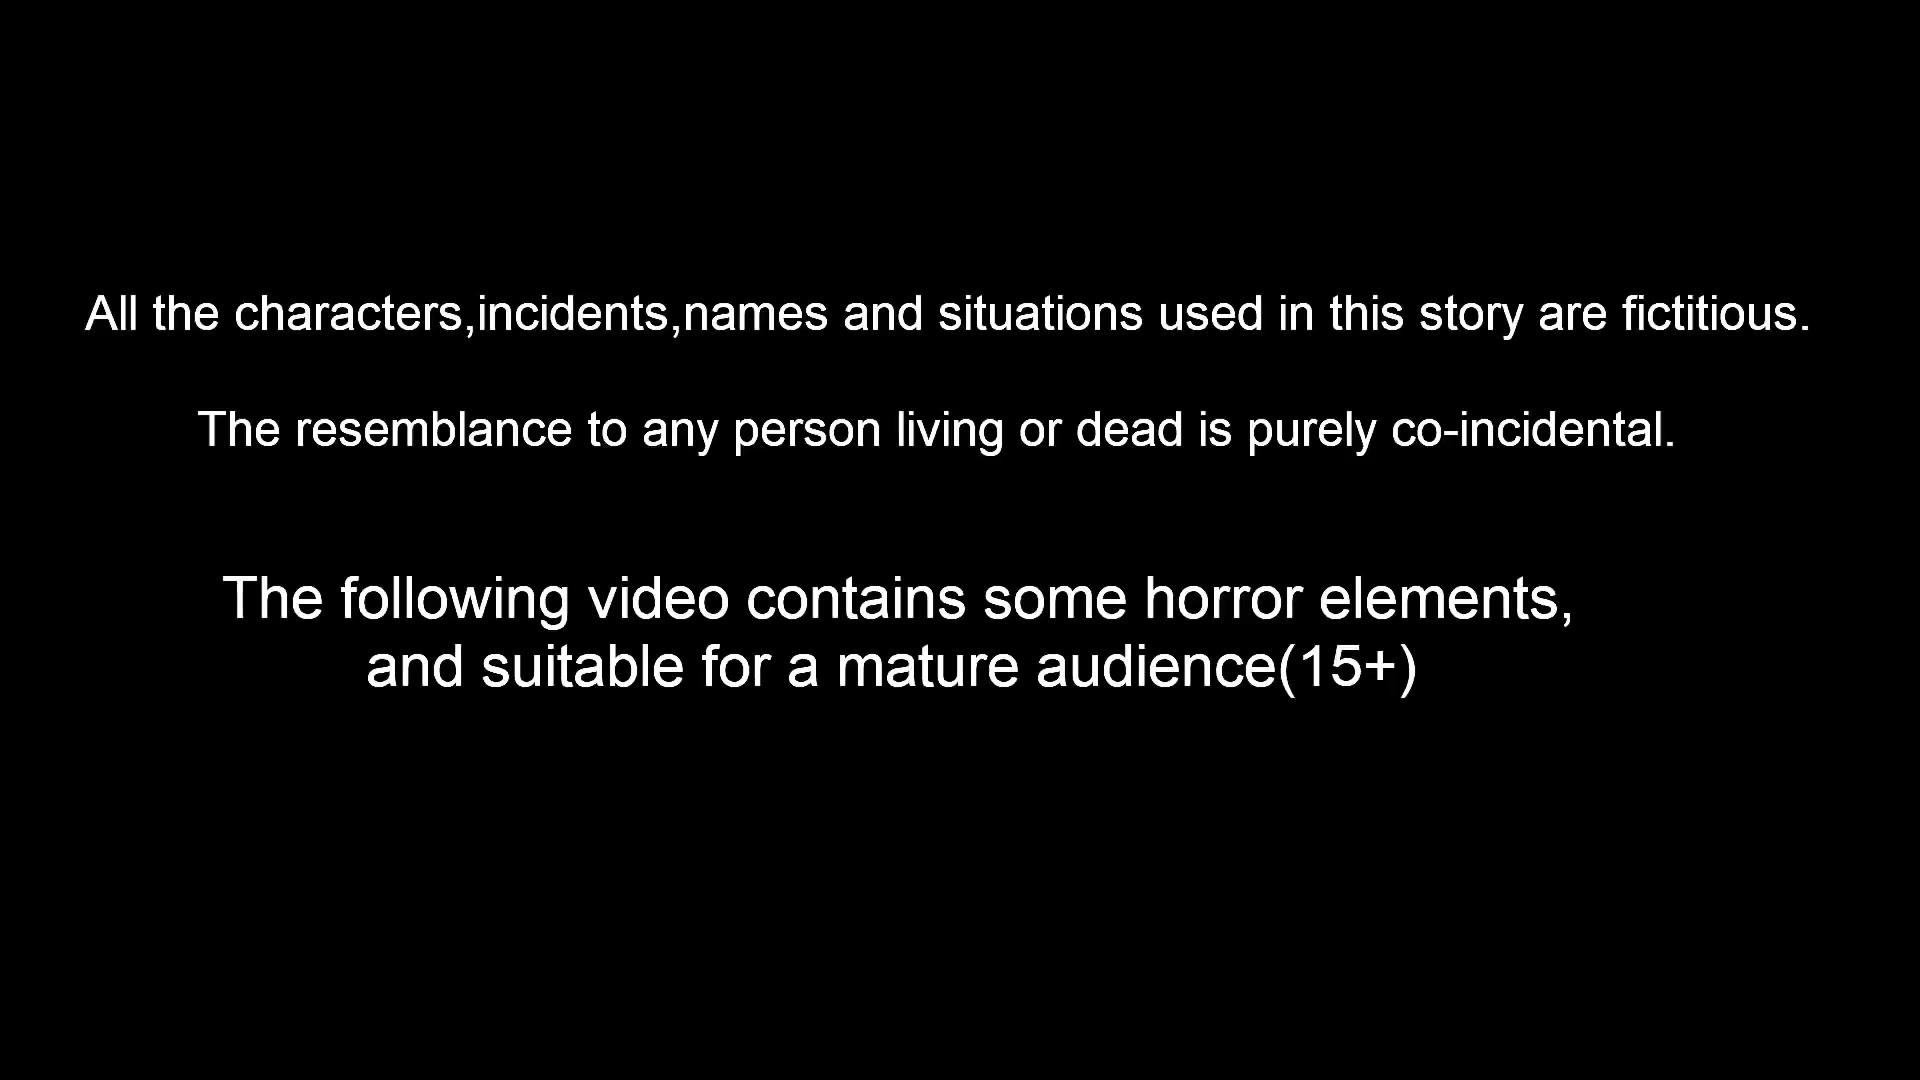 All the characters,incidents,names and situations used in this story are fictitious.
The resemblance to any person living or dead is purely co-incidental.
The following video contains some horror elements,
and suitable for a mature audience(15+)